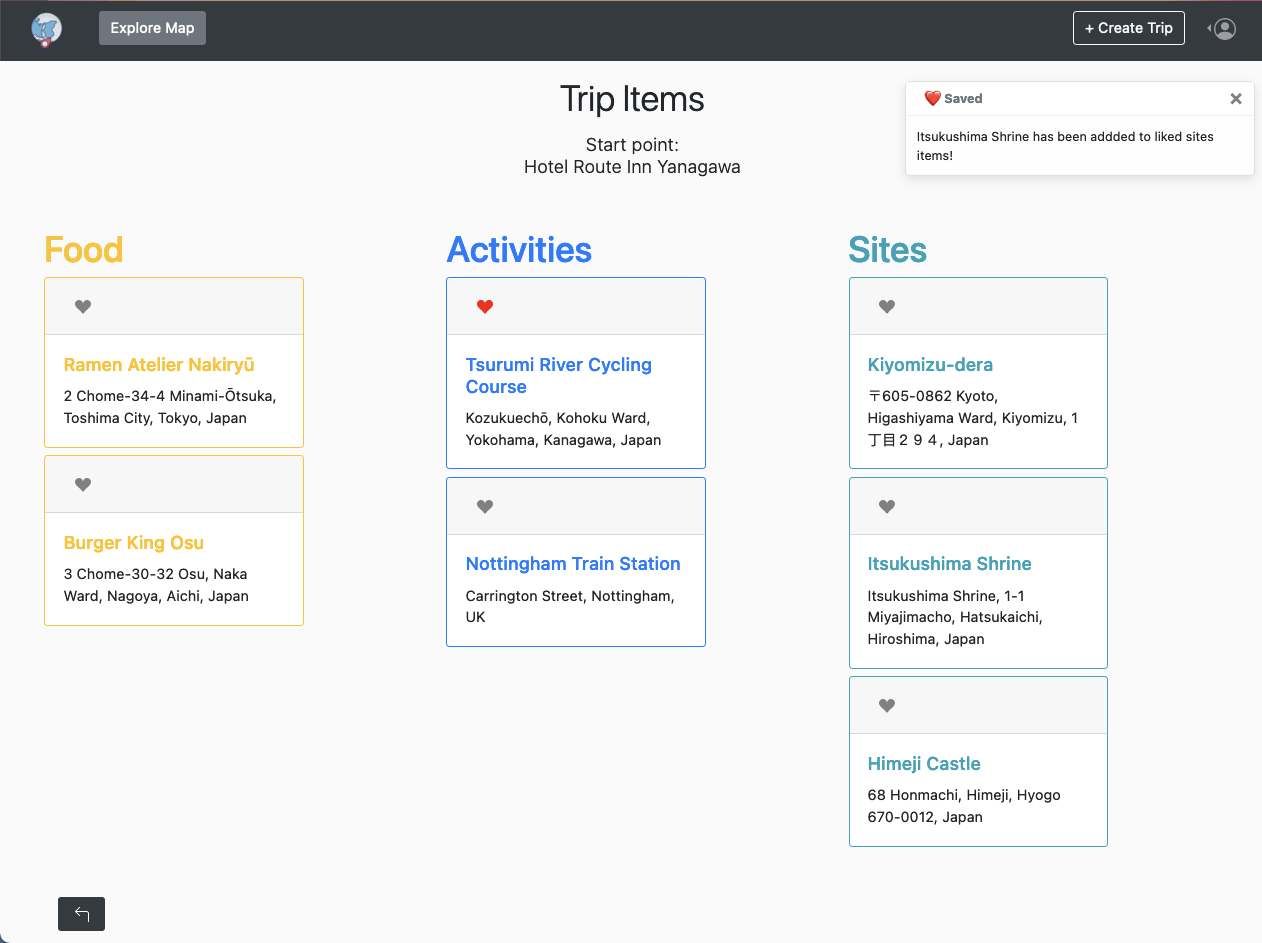 Explore Map
+ Create Trip
Trip Items
Start point:
Hotel Route Inn Yanagawa
❤️ Saved
Itsukushima Shrine has been addded to liked sites
items!
Food
Ramen Atelier Nakiryū
2 Chome-34-4 Minami-Ōtsuka,
Toshima City, Tokyo, Japan
Burger King Osu
3 Chome-30-32 Osu, Naka
Ward, Nagoya, Aichi, Japan
Activities
Tsurumi River Cycling
Course
Kozukuechō, Kohoku Ward,
Yokohama, Kanagawa, Japan
Nottingham Train Station
Carrington Street, Nottingham,
UK
Sites
Kiyomizu-dera
〒605-0862 Kyoto,
Higashiyama Ward, Kiyomizu, 1
丁目２９４, Japan
Itsukushima Shrine
Itsukushima Shrine, 1-1
Miyajimacho, Hatsukaichi,
Hiroshima, Japan
Himeji Castle
68 Honmachi, Himeji, Hyogo
670-0012, Japan